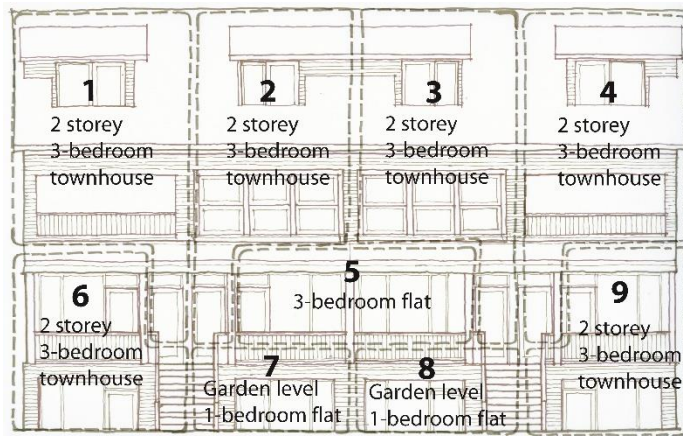 1
2 storey
3-bedroom
townhouse
2
2 storey
3-bedroom
townhouse
3
2 storey
3-bedroom
townhouse
4
2 storey
3-bedroom
townhouse
5
3-bedroom flat
6
2 storey
3-bedroom
townhouse
7
Garden level
1-bedroom flat
8
Garden level
1-bedroom flat
9
2 storey
3-bedroom
townhouse